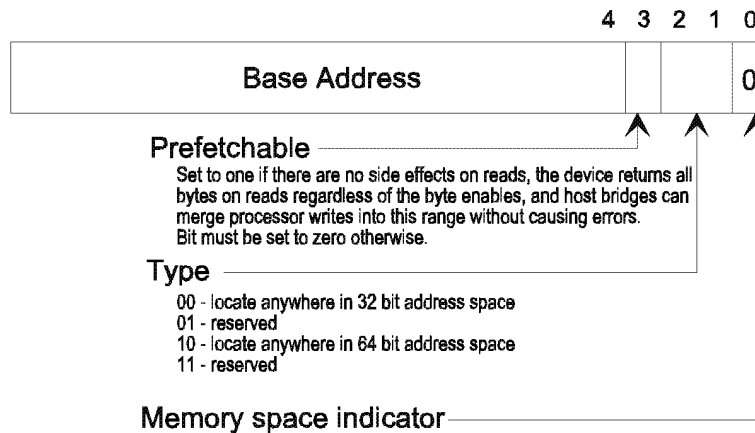 4 3 2 1 0
Base Address 0
Prefetchable
Set to one if there are no side effects on reads, the device returns all
bytes on reads regardless of the byte enables, and host bridges can
merge processor writes into this range without causing errors.
Bit must be set to zero otherwise.
Type
00 - locate anywhere in 32 bit address space
01 - reserved
10 - locate anywhere in 64 bit address space
11 - reserved
Memory space indicator